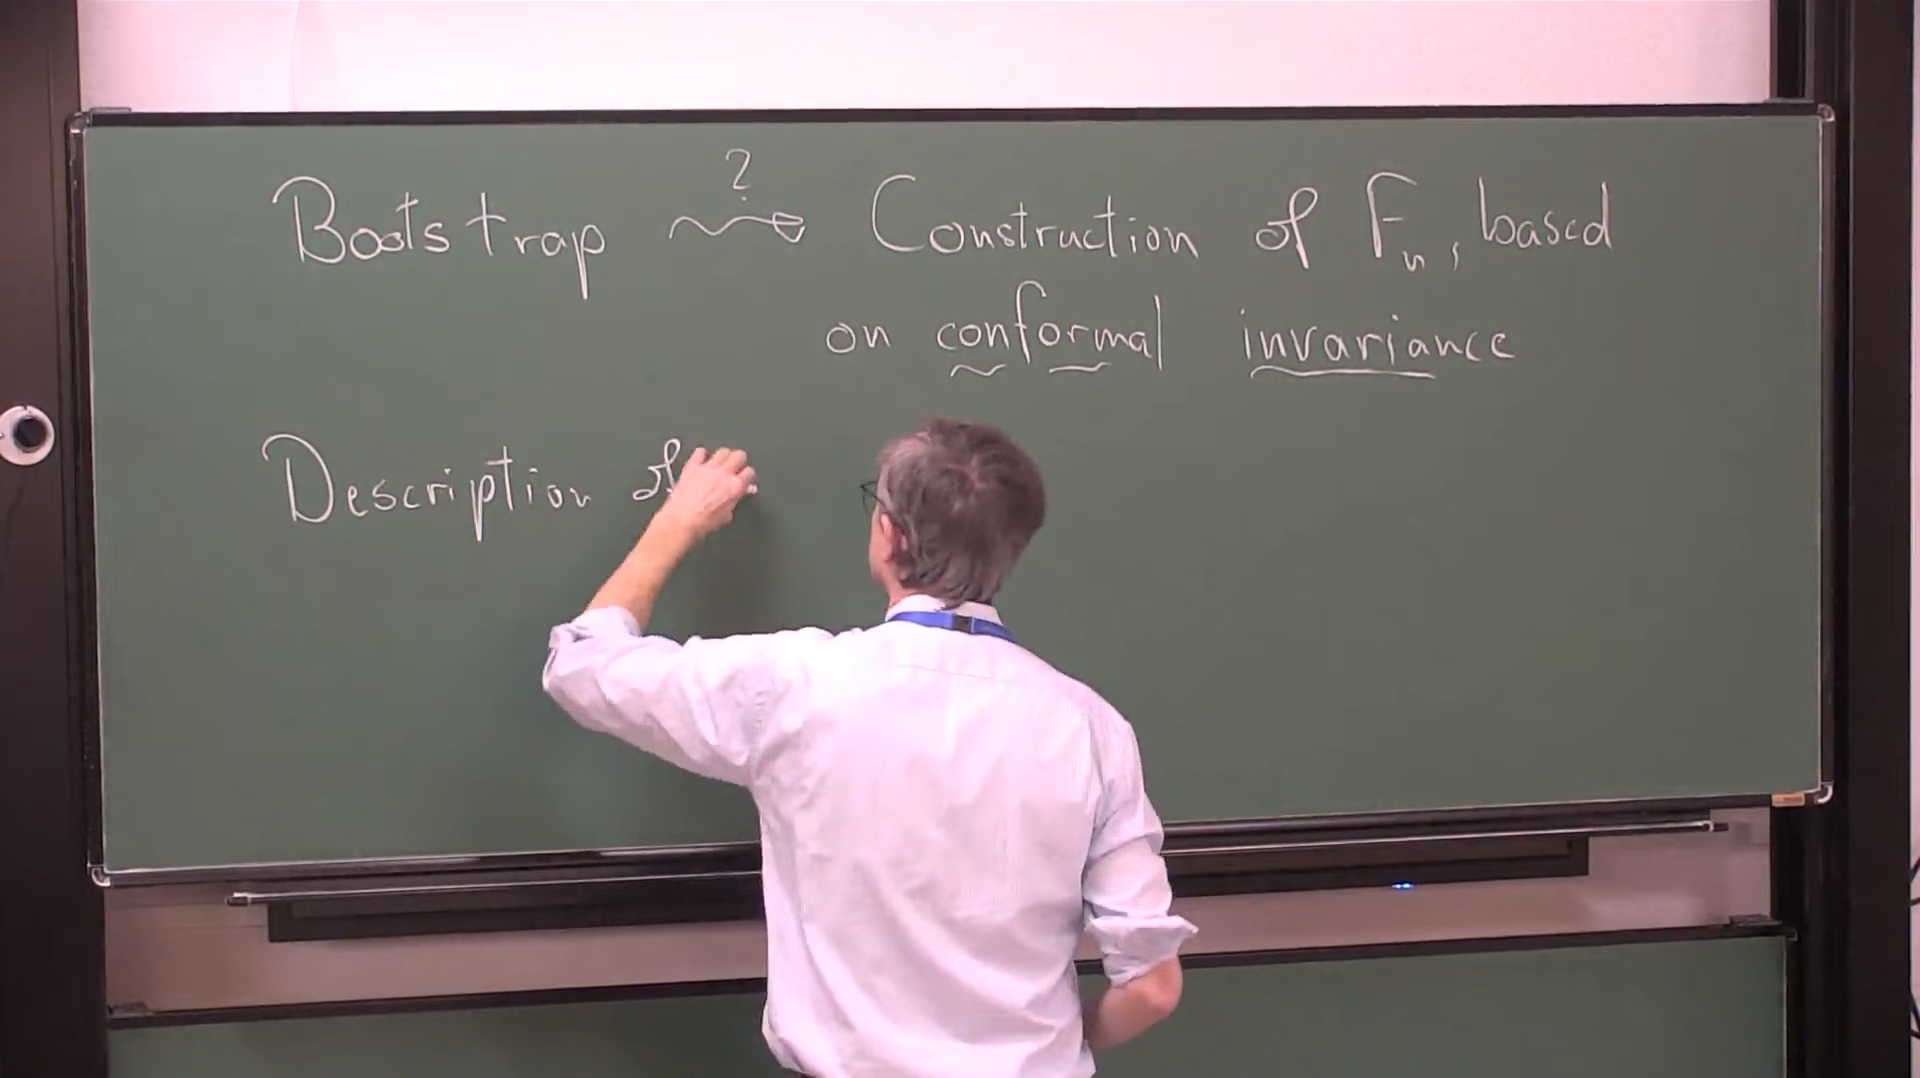 ?
Bootstrap ⇝ Construction of Fₙ, based
on conformal invariance
Description of